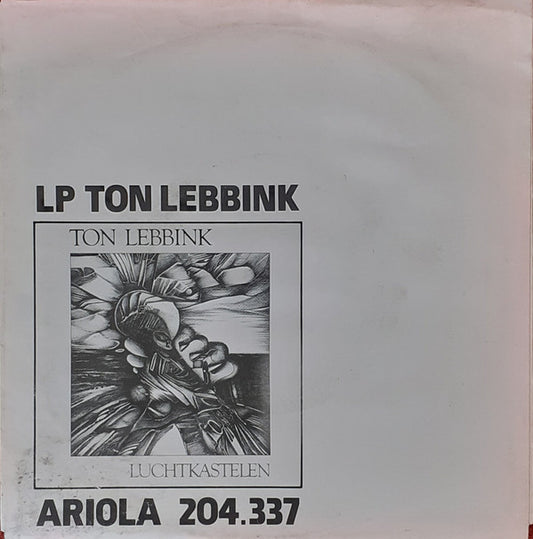 LP TON LEBBINK
TON LEBBINK
LUCHTKASTELEN
ARIOLA 204.337